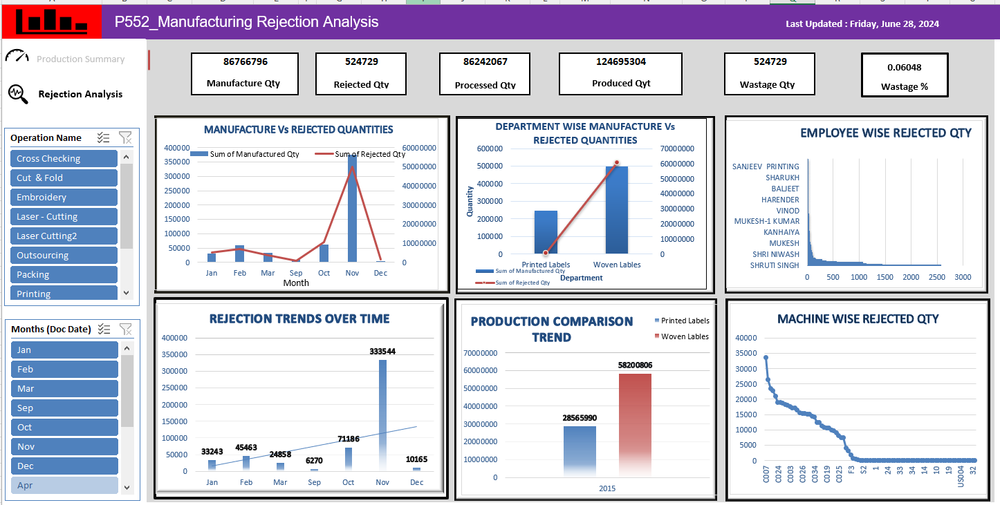 P552_Manufacturing Rejection Analysis
Last Updated : Friday, June 28, 2024
Production Summary
Rejection Analysis
86766796
Manufacture Qty
524729
Rejected Qty
86242067
Processed Qty
124695304
Produced Qyt
524729
Wastage Qty
0.06048
Wastage %
Operation Name
Cross Checking
Cut & Fold
Embroidery
Laser - Cutting
Laser Cutting2
Outsourcing
Packing
Printing
Months (Doc Date)
Jan
Feb
Mar
Sep
Oct
Nov
Dec
Apr
MANUFACTURE Vs REJECTED QUANTITIES
Sum of Manufactured Qty
Sum of Rejected Qty
400000
350000
300000
250000
200000
150000
100000
50000
0
60000000
50000000
40000000
30000000
20000000
10000000
0
Jan Feb Mar Sep Oct Nov Dec
Month
DEPARTMENT WISE MANUFACTURE Vs
REJECTED QUANTITIES
Quantity
600000
500000
400000
300000
200000
100000
0
70000000
60000000
50000000
40000000
30000000
20000000
10000000
0
Printed Labels Woven Lables
Sum of Manufactured Qty
Sum of Rejected Qty
Department
EMPLOYEE WISE REJECTED QTY
SANJEEV PRINTING
SHARUKH
BALJEET
HARENDER
VINOD
MUKESH-1 KUMAR
KANHAIYA
MUKESH
SHRI NIWASH
SHRUTI SINGH
0 500 1000 1500 2000 2500 3000
REJECTION TRENDS OVER TIME
400000
350000
300000
250000
200000
150000
100000
50000
0
33243
45463
24858
6270
71186
333544
10165
Jan Feb Mar Sep Oct Nov Dec
PRODUCTION COMPARISON
TREND
Printed Labels
Woven Lables
70000000
60000000
50000000
40000000
30000000
20000000
10000000
0
28565990
58200806
2015
MACHINE WISE REJECTED QTY
40000
35000
30000
25000
20000
15000
10000
5000
0
C007 C024 C003 C026 C034 C019 C025 F3 S2 1 24 33 34 14 10 19 US004 32